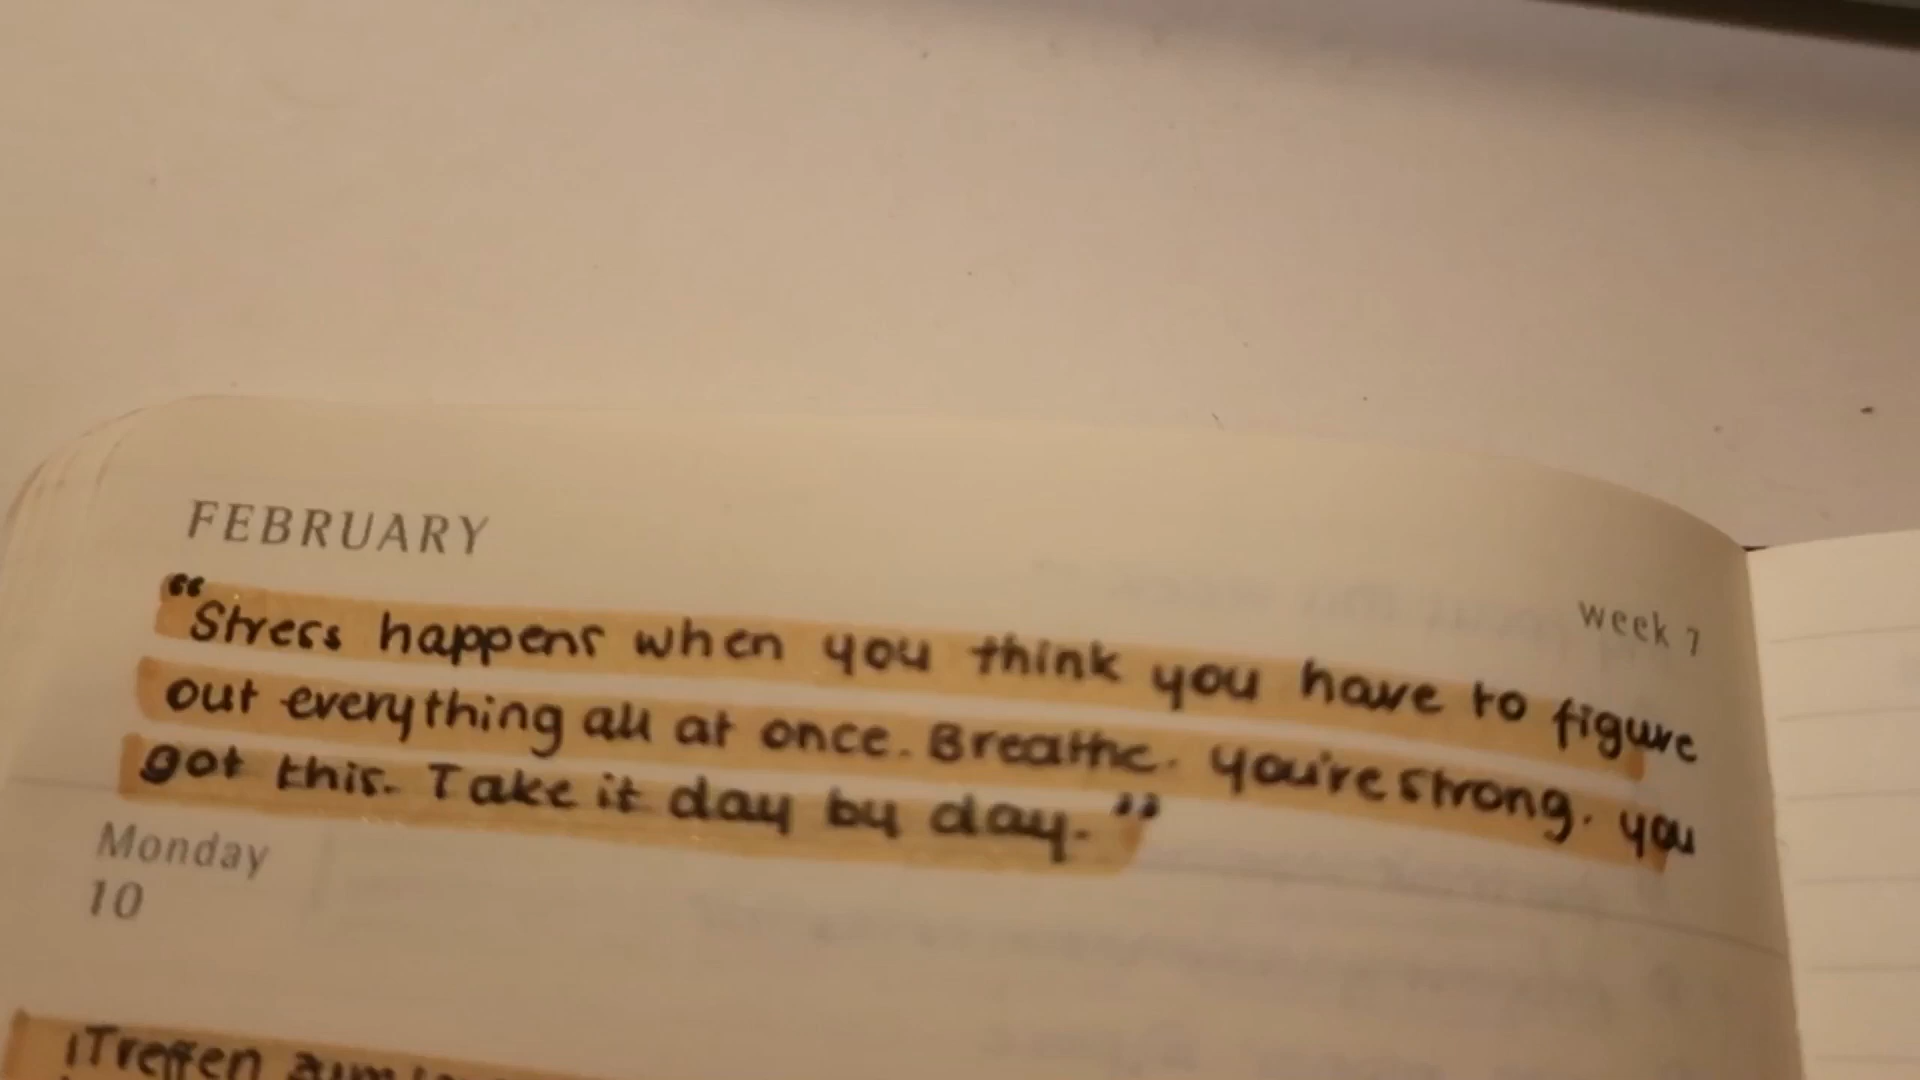 FEBRUARY
week 7
“Stress happens when you think you have to figure
out everything all at once. Breathe. you're strong. you
got this. Take it day by day.”
Monday
10
Treffen